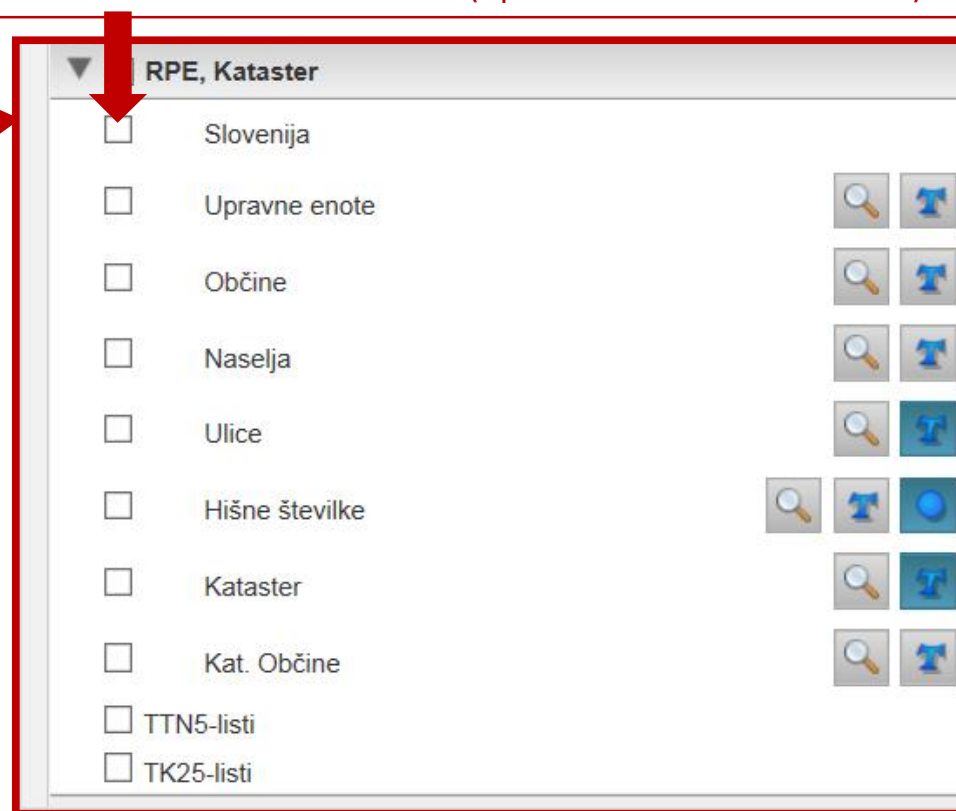 RPE, Kataster
Slovenija
Upravne enote
Občine
Naselja
Ulice
Hišne številke
Kataster
Kat. Občine
TTN5-listi
TK25-listi